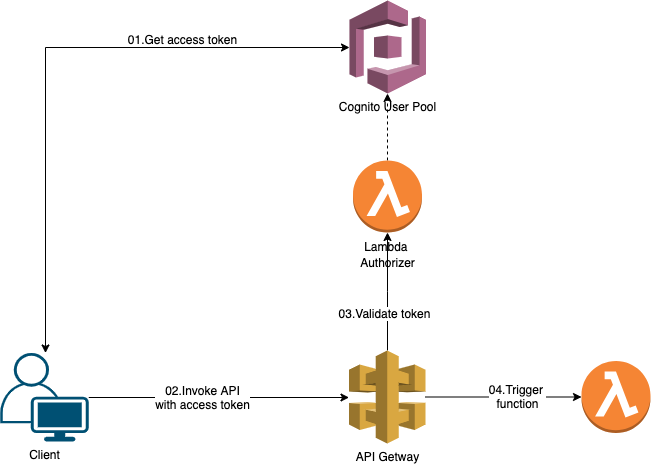 01.Get access token
Cognito User Pool
Lambda
Authorizer
03.Validate token
02.Invoke API
with access token
04.Trigger
function
Client
API Getway